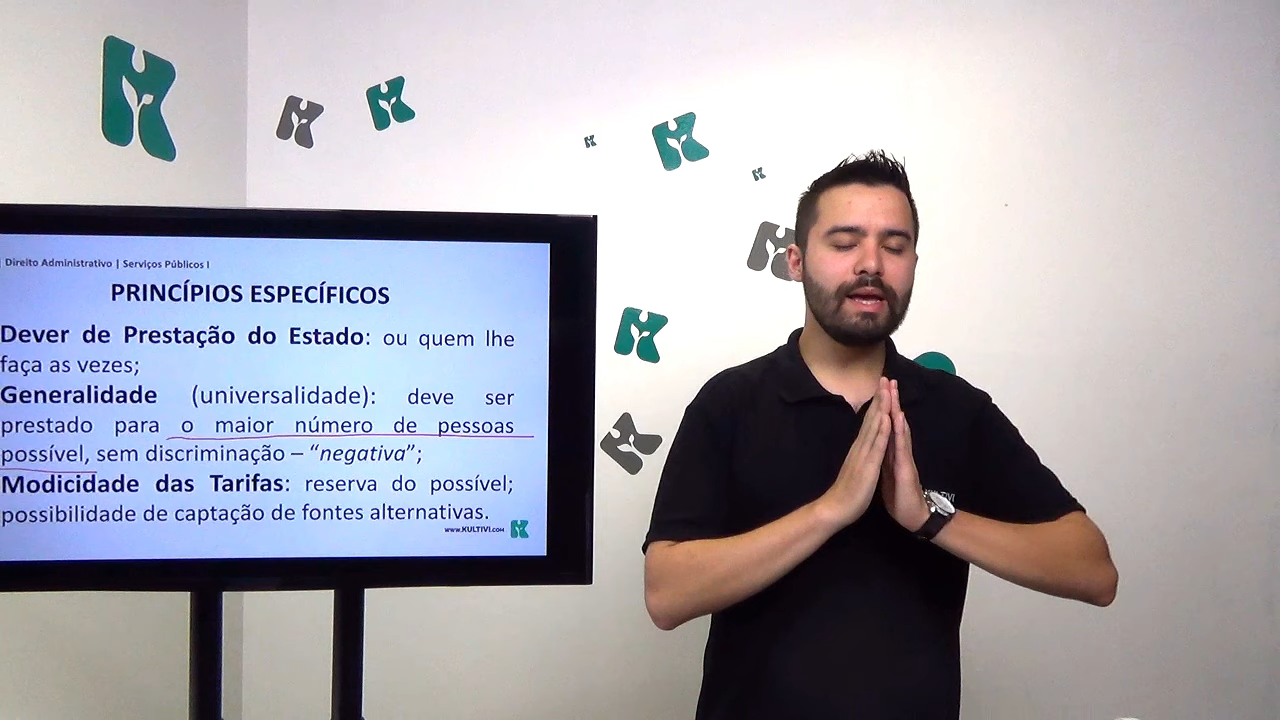 | Direito Administrativo | Serviços Públicos I
PRINCÍPIOS ESPECÍFICOS
Dever de Prestação do Estado: ou quem lhe
faça as vezes;
Generalidade (universalidade): deve ser
prestado para o maior número de pessoas
possível, sem discriminação – “negativa”;
Modicidade das Tarifas: reserva do possível;
possibilidade de captação de fontes alternativas.
www.KULTIVI.com